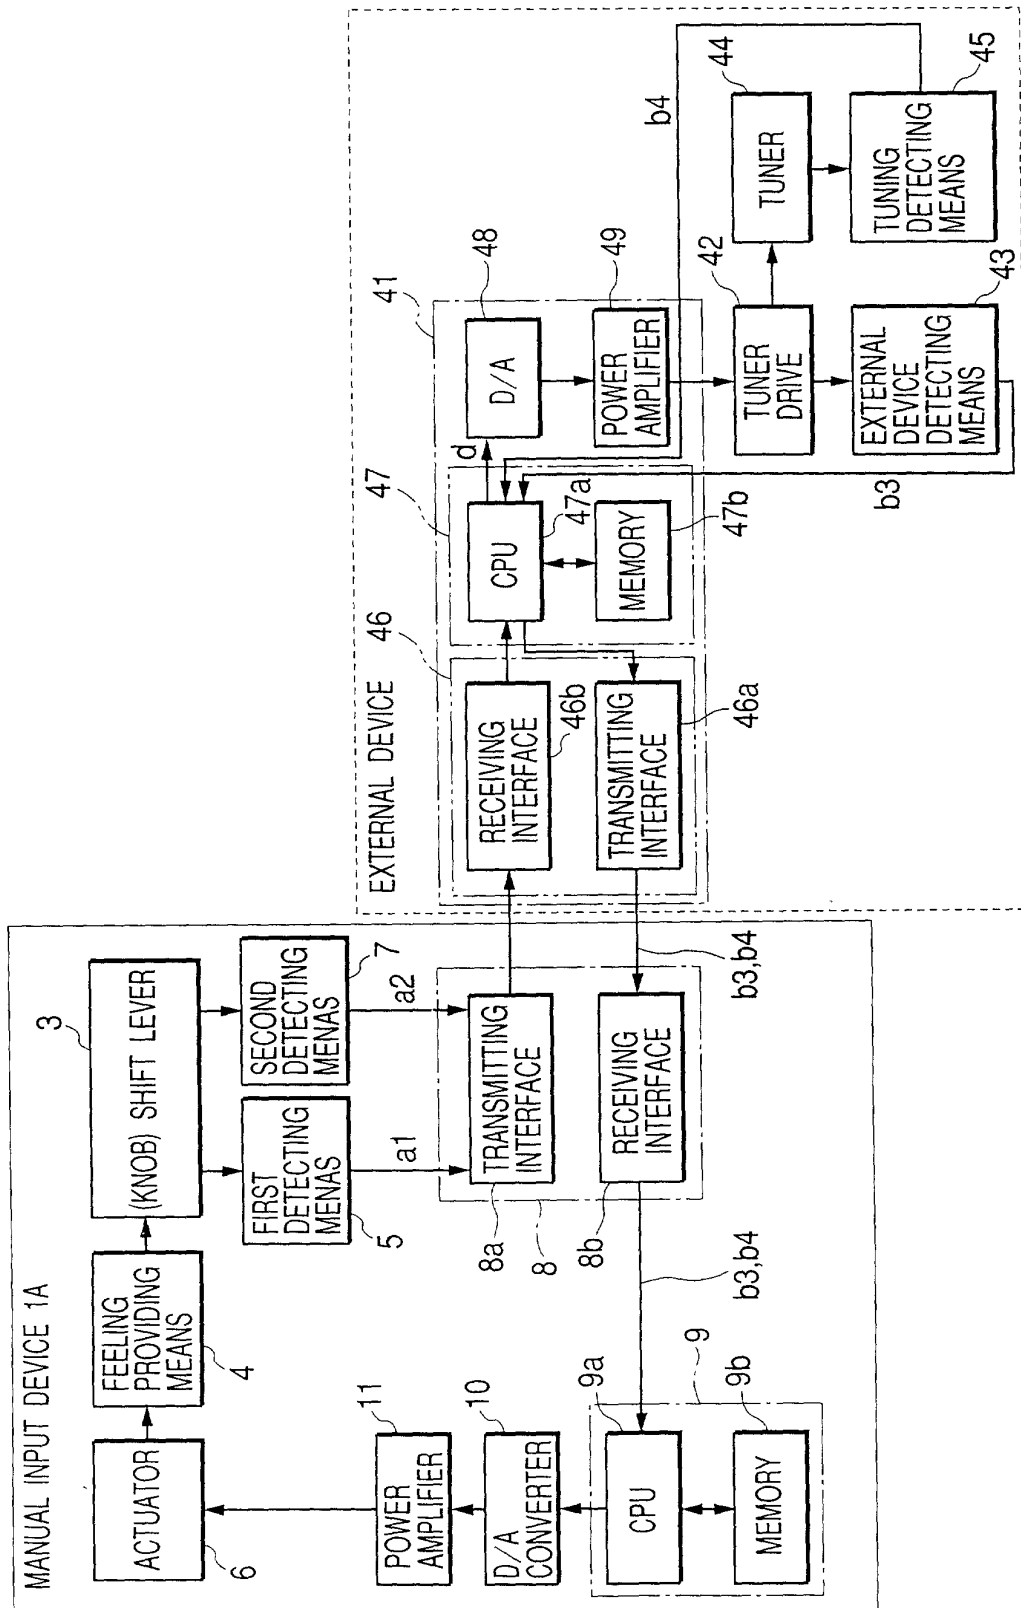 MANUAL INPUT DEVICE 1A
ACTUATOR
6
FEELING
PROVIDING
MEANS
4
(KNOB) SHIFT LEVER
3
FIRST
DETECTING
MENAS
5
SECOND
DETECTING
MENAS
7
a1
a2
POWER
AMPLIFIER
11
D/A
CONVERTER
10
CPU
9a
MEMORY
9b
9
TRANSMITTING
INTERFACE
8a
8
RECEIVING
INTERFACE
8b
b3,b4
b3,b4
EXTERNAL DEVICE
46
RECEIVING
INTERFACE
46b
TRANSMITTING
INTERFACE
46a
47
CPU
47a
MEMORY
47b
41
d
D/A
48
POWER
AMPLIFIER
49
b4
TUNER
DRIVE
42
TUNER
44
EXTERNAL
DEVICE
DETECTING
MEANS
43
TUNING
DETECTING
MEANS
45
b3